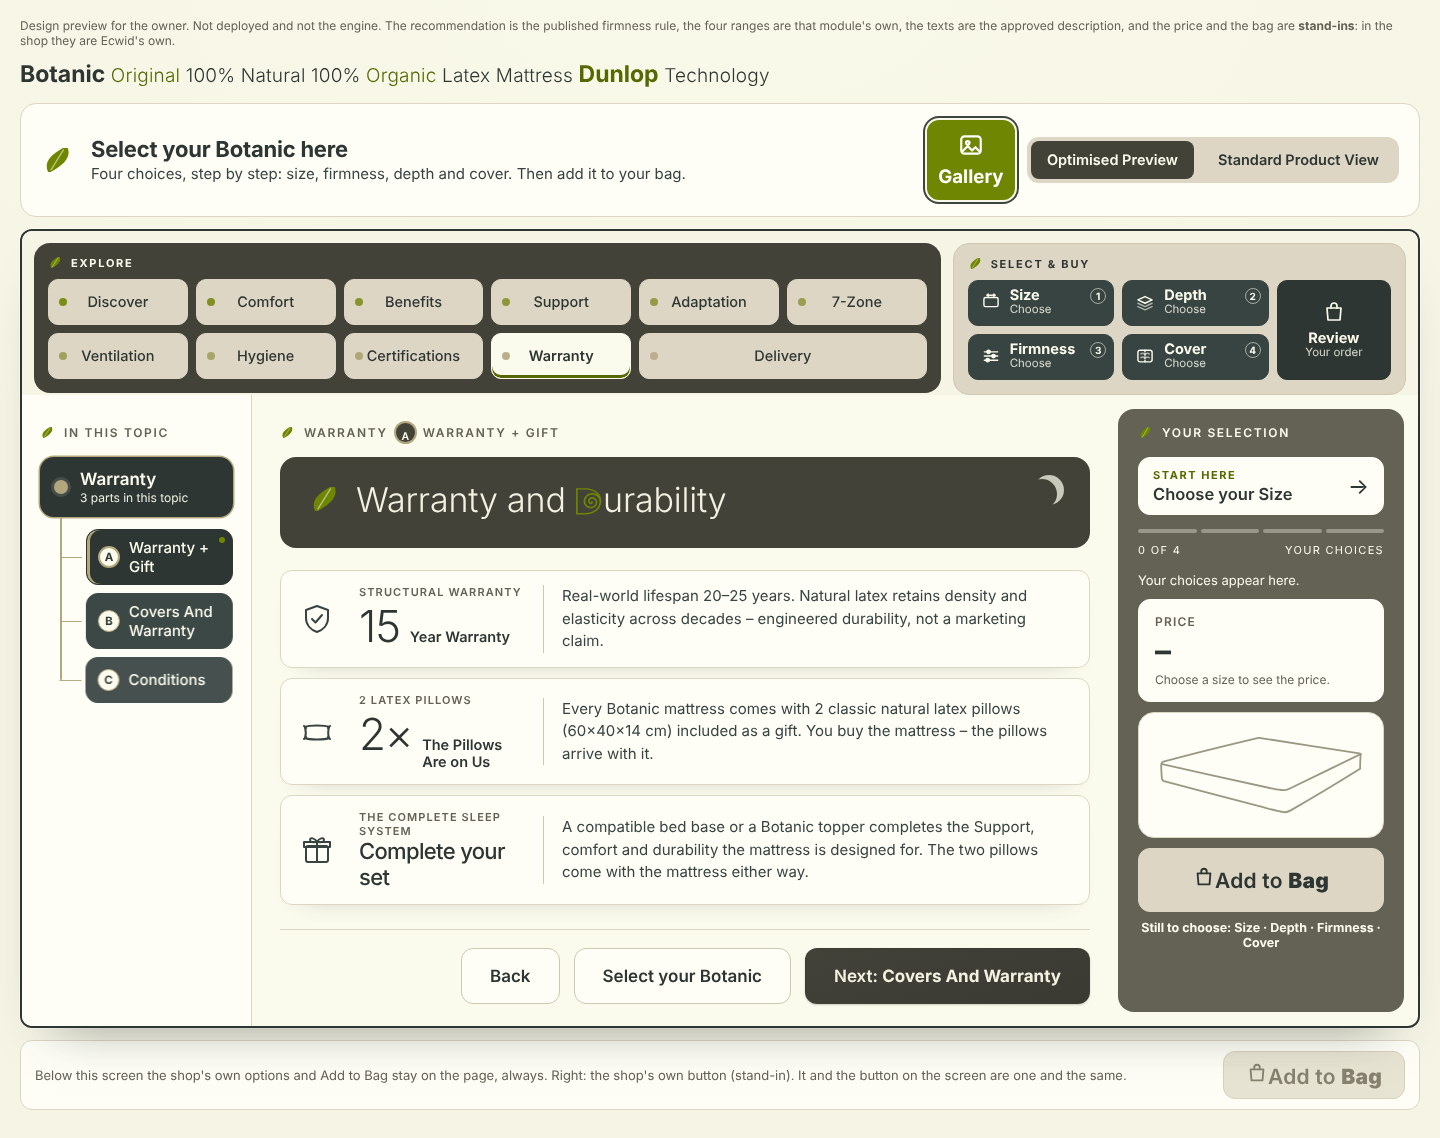 Design preview for the owner. Not deployed and not the engine. The recommendation is the published firmness rule, the four ranges are that module's own, the texts are the approved description, and the price and the bag are stand-ins: in the
shop they are Ecwid's own.
Botanic Original 100% Natural 100% Organic Latex Mattress Dunlop Technology
Select your Botanic here
Four choices, step by step: size, firmness, depth and cover. Then add it to your bag.
Gallery
Optimised Preview
Standard Product View
EXPLORE
Discover
Comfort
Benefits
Support
Adaptation
7-Zone
Ventilation
Hygiene
Certifications
Warranty
Delivery
SELECT & BUY
Size
Choose
1
Depth
Choose
2
Firmness
Choose
3
Cover
Choose
4
Review
Your order
IN THIS TOPIC
Warranty
3 parts in this topic
A
Warranty +
Gift
B
Covers And
Warranty
C
Conditions
WARRANTY A WARRANTY + GIFT
Warranty and Durability
STRUCTURAL WARRANTY
15 Year Warranty
Real-world lifespan 20–25 years. Natural latex retains density and
elasticity across decades – engineered durability, not a marketing
claim.
2 LATEX PILLOWS
2× The Pillows
Are on Us
Every Botanic mattress comes with 2 classic natural latex pillows
(60×40×14 cm) included as a gift. You buy the mattress – the pillows
arrive with it.
THE COMPLETE SLEEP
SYSTEM
Complete your
set
A compatible bed base or a Botanic topper completes the Support,
comfort and durability the mattress is designed for. The two pillows
come with the mattress either way.
Back
Select your Botanic
Next: Covers And Warranty
YOUR SELECTION
START HERE
Choose your Size
0 OF 4
YOUR CHOICES
Your choices appear here.
PRICE
–
Choose a size to see the price.
Add to Bag
Still to choose: Size · Depth · Firmness ·
Cover
Below this screen the shop's own options and Add to Bag stay on the page, always. Right: the shop's own button (stand-in). It and the button on the screen are one and the same.
Add to Bag